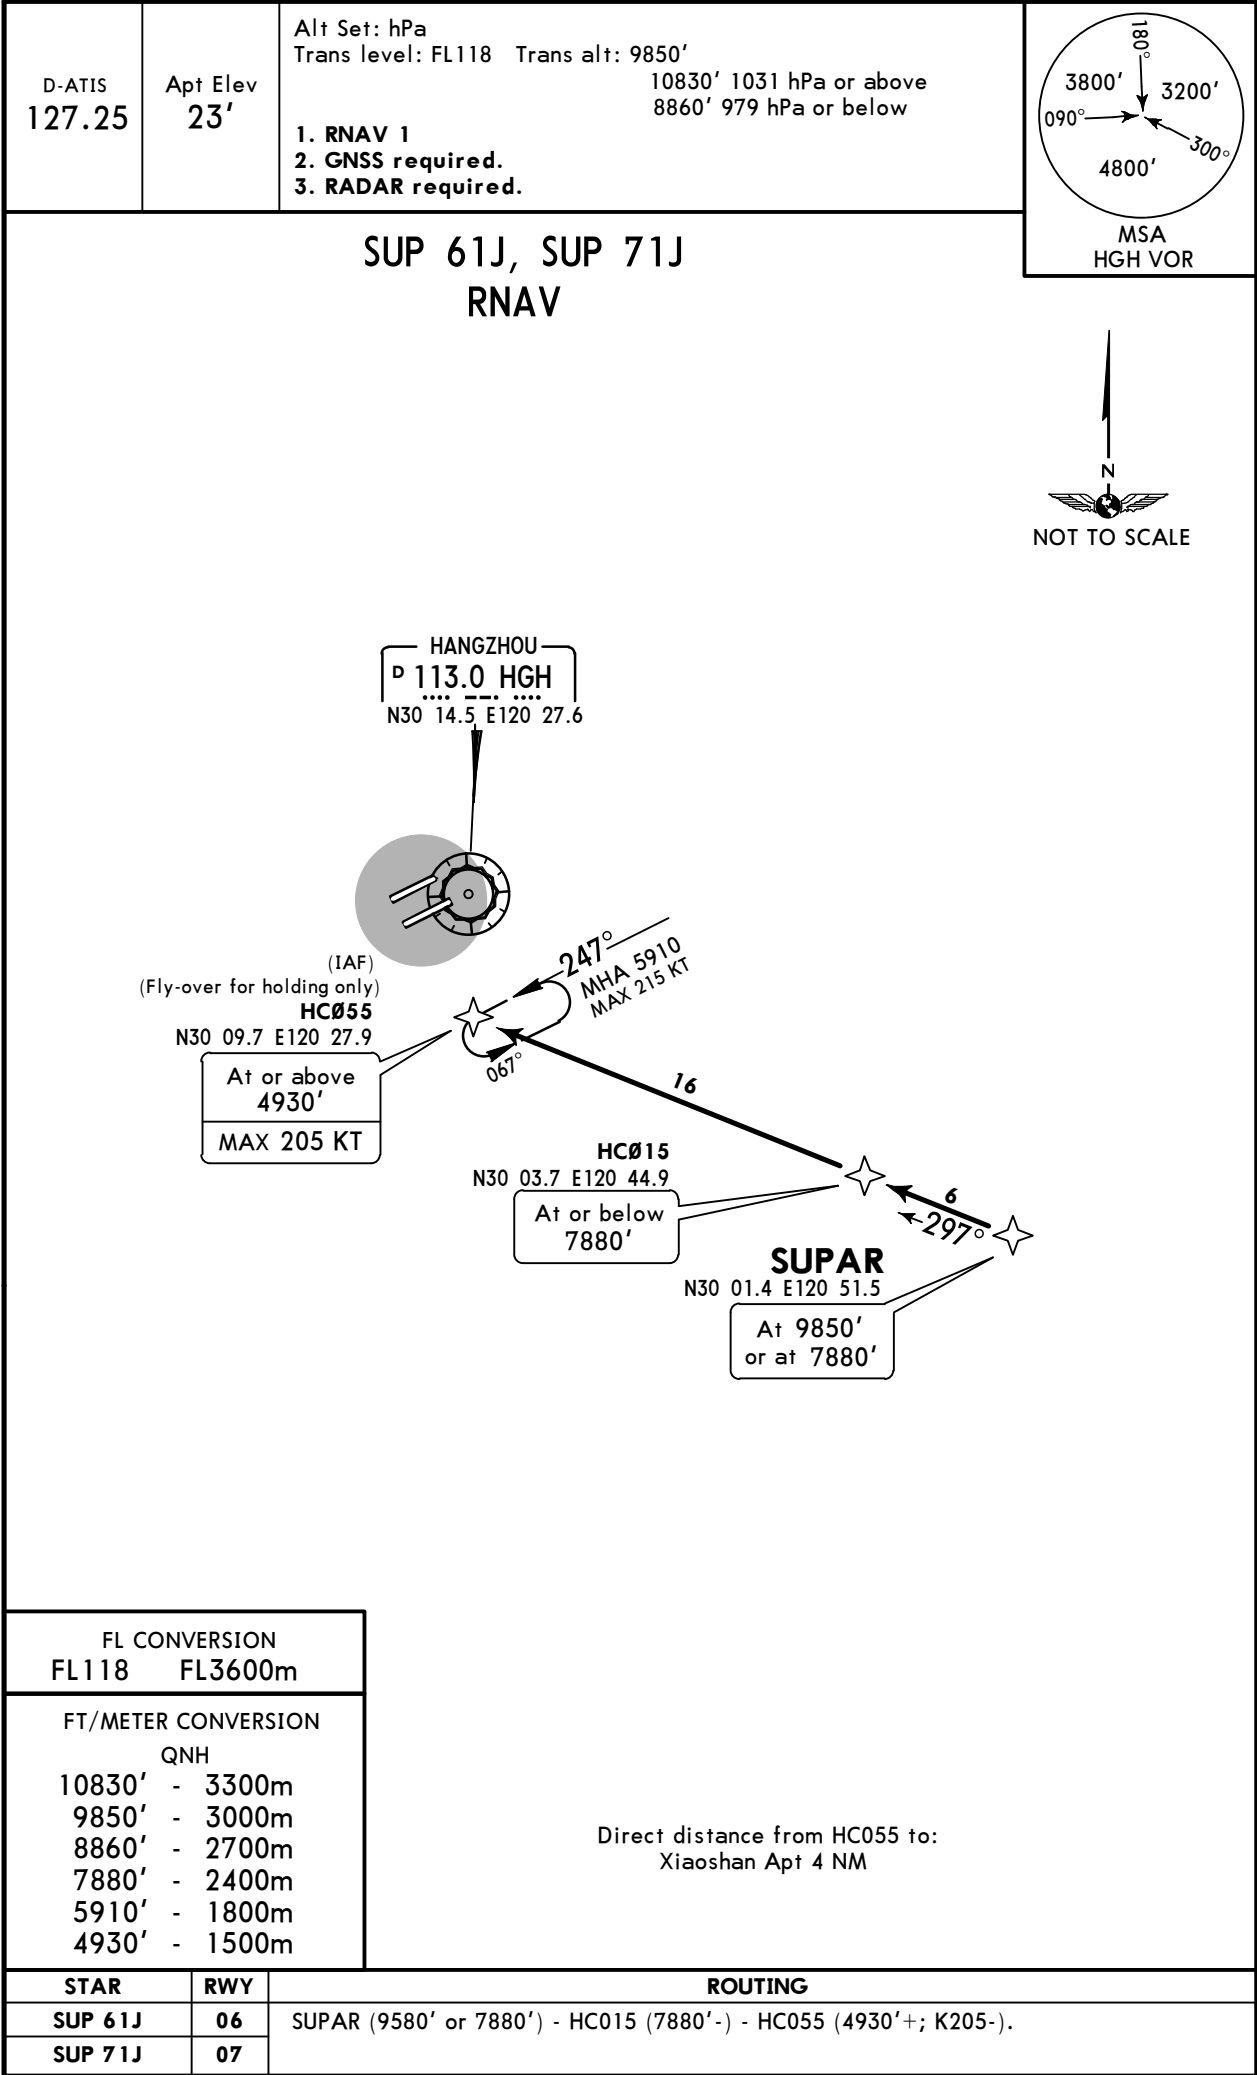 D-ATIS
127.25
Apt Elev
23'
Alt Set: hPa
Trans level: FL118 Trans alt: 9850'
10830' 1031 hPa or above
8860' 979 hPa or below
1. RNAV 1
2. GNSS required.
3. RADAR required.
180°
3800'
3200'
090°
300°
4800'
MSA
HGH VOR
SUP 61J, SUP 71J
RNAV
N
NOT TO SCALE
HANGZHOU
D 113.0 HGH
N30 14.5 E120 27.6
(IAF)
(Fly-over for holding only)
HCØ55
N30 09.7 E120 27.9
At or above
4930'
MAX 205 KT
247°
MHA 5910
MAX 215 KT
067°
16
HCØ15
N30 03.7 E120 44.9
At or below
7880'
6
297°
SUPAR
N30 01.4 E120 51.5
At 9850'
or at 7880'
FL CONVERSION
FL118 FL3600m
FT/METER CONVERSION
QNH
10830' - 3300m
9850' - 3000m
8860' - 2700m
7880' - 2400m
5910' - 1800m
4930' - 1500m
Direct distance from HC055 to:
Xiaoshan Apt 4 NM
STAR RWY ROUTING
SUP 61J 06 SUPAR (9580' or 7880') - HC015 (7880'-) - HC055 (4930'+; K205-).
SUP 71J 07